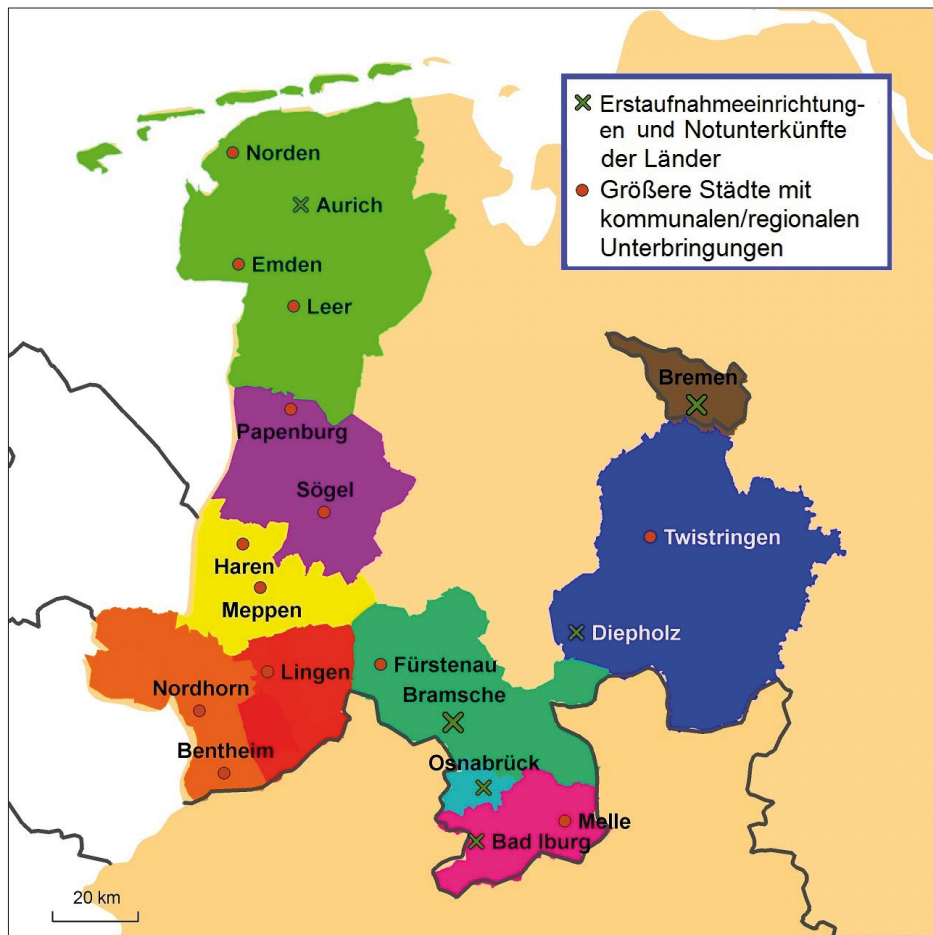 Erstaufnahmeeinrichtung-
en und Notunterkünfte
der Länder
Größere Städte mit
kommunalen/regionalen
Unterbringungen
Norden
Aurich
Emden
Leer
Bremen
Papenburg
Sögel
Twistringen
Haren
Meppen
Diepholz
Lingen
Fürstenau
Nordhorn
Bramsche
Bentheim
Osnabrück
Melle
Bad Iburg
20 km